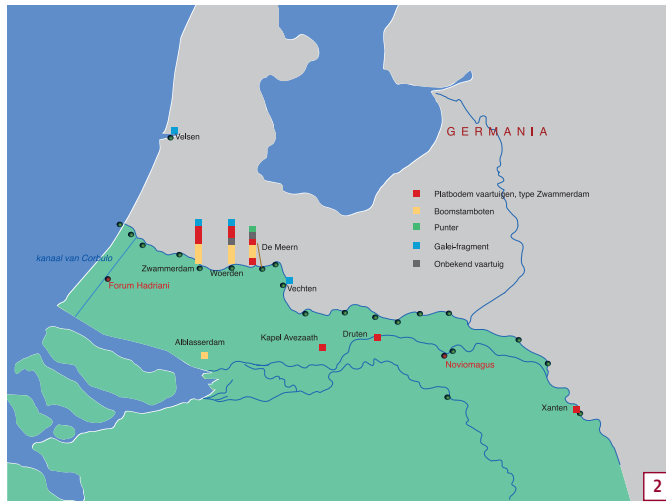 Velsen
GERMANIA
Platbodem vaartuigen, type Zwammerdam
Boomstamboten
Punter
Galei-fragment
Onbekend vaartuig
De Meern
kanaal van Corbulo
Zwammerdam
Woerden
Forum Hadriani
Vechten
Alblasserdam
Kapel Avezaath
Druten
Noviomagus
Xanten
2